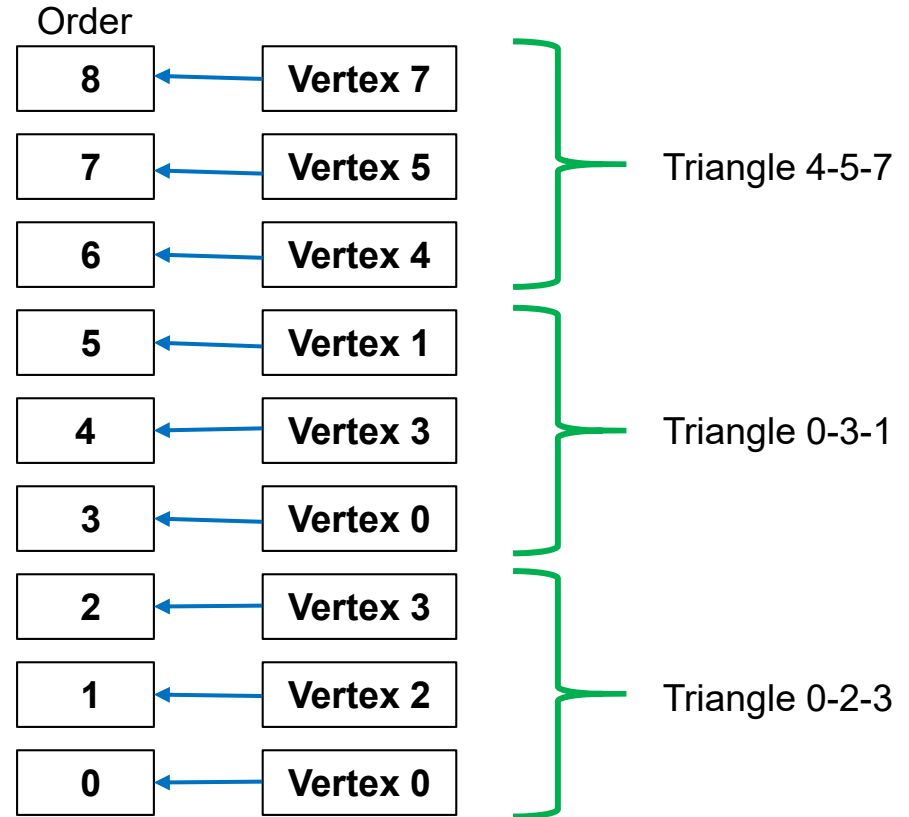 Order
8 Vertex 7
7 Vertex 5 Triangle 4-5-7
6 Vertex 4
5 Vertex 1
4 Vertex 3 Triangle 0-3-1
3 Vertex 0
2 Vertex 3
1 Vertex 2 Triangle 0-2-3
0 Vertex 0